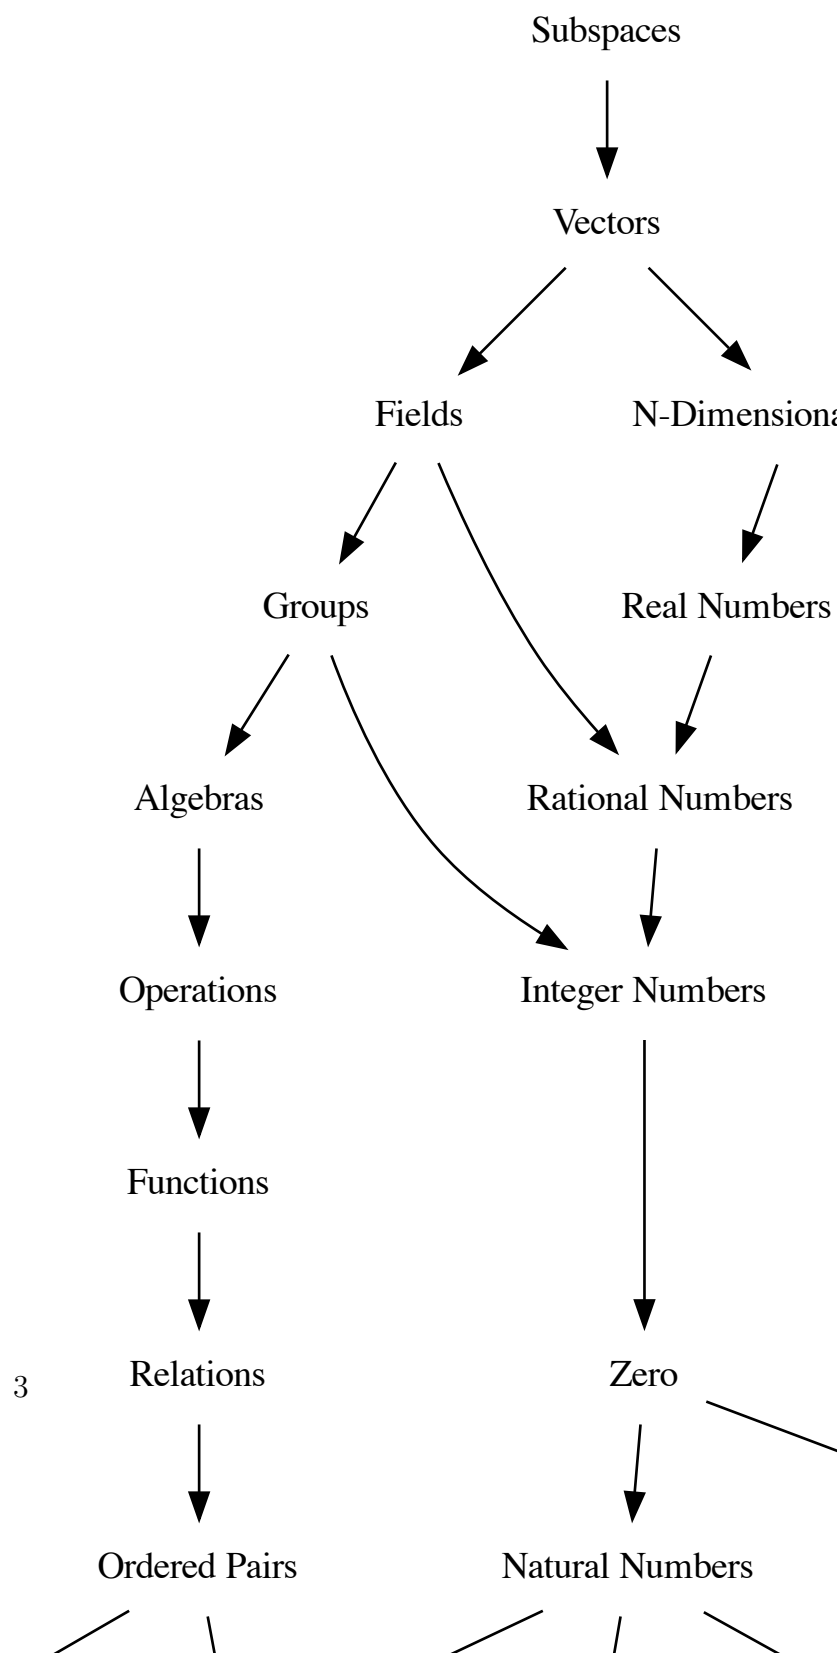 Subspaces
Vectors
Fields
N-Dimensiona
Groups
Real Numbers
Algebras
Rational Numbers
Operations
Integer Numbers
Functions
3
Relations
Zero
Ordered Pairs
Natural Numbers